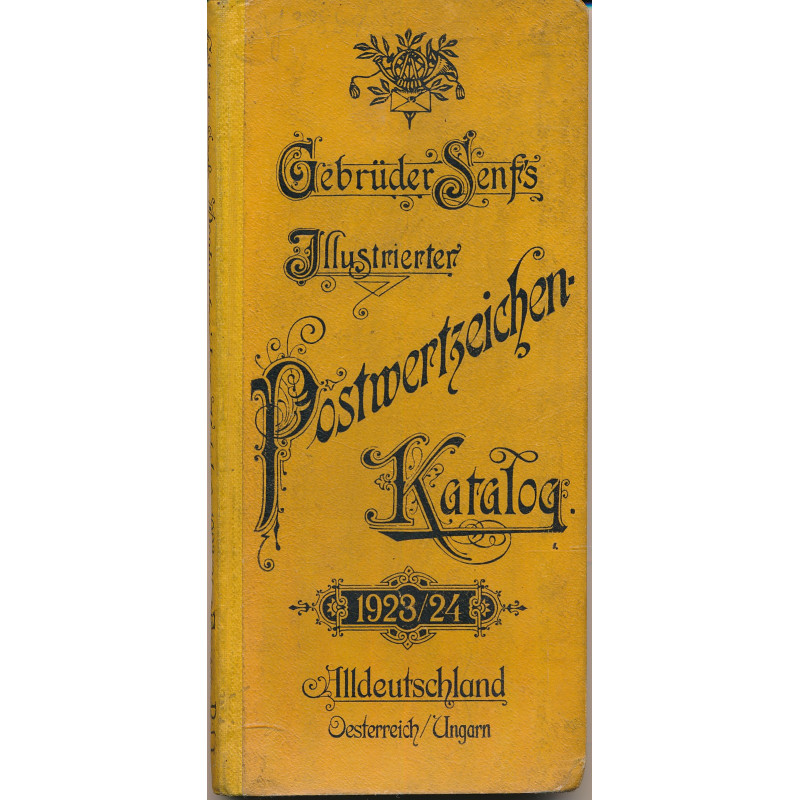 Gebrüder Senf's
Illustrierter
Postwertzeichen-
Katalog.
1923/24
Alldeutschland
Oesterreich/Ungarn